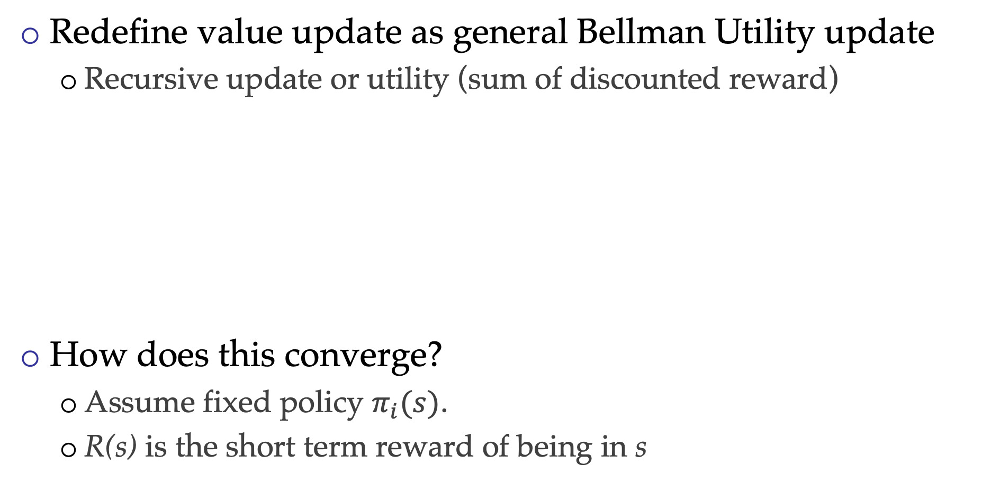 Redefine value update as general Bellman Utility update
Recursive update or utility (sum of discounted reward)
How does this converge?
Assume fixed policy πᵢ(s).
R(s) is the short term reward of being in s